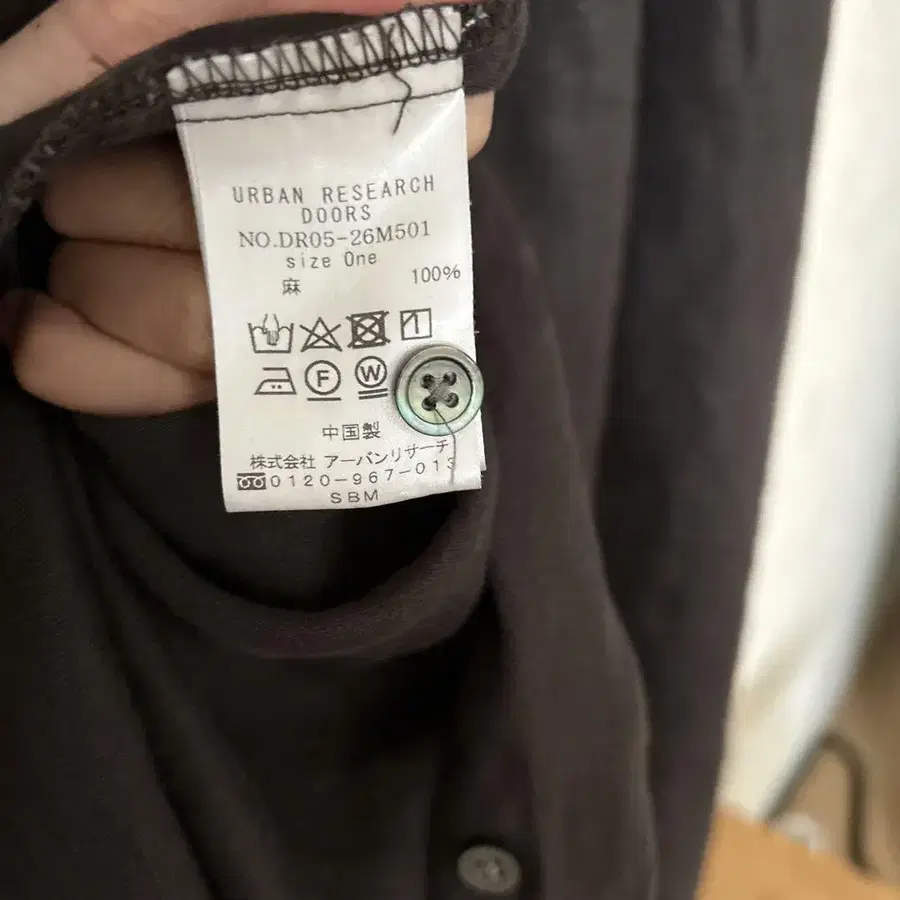 URBAN RESEARCH
DOORS
NO.DR05-26M501
size One
麻 100%
F W
中国製
株式会社 アーバンリサーチ
0120-967-013
SBM